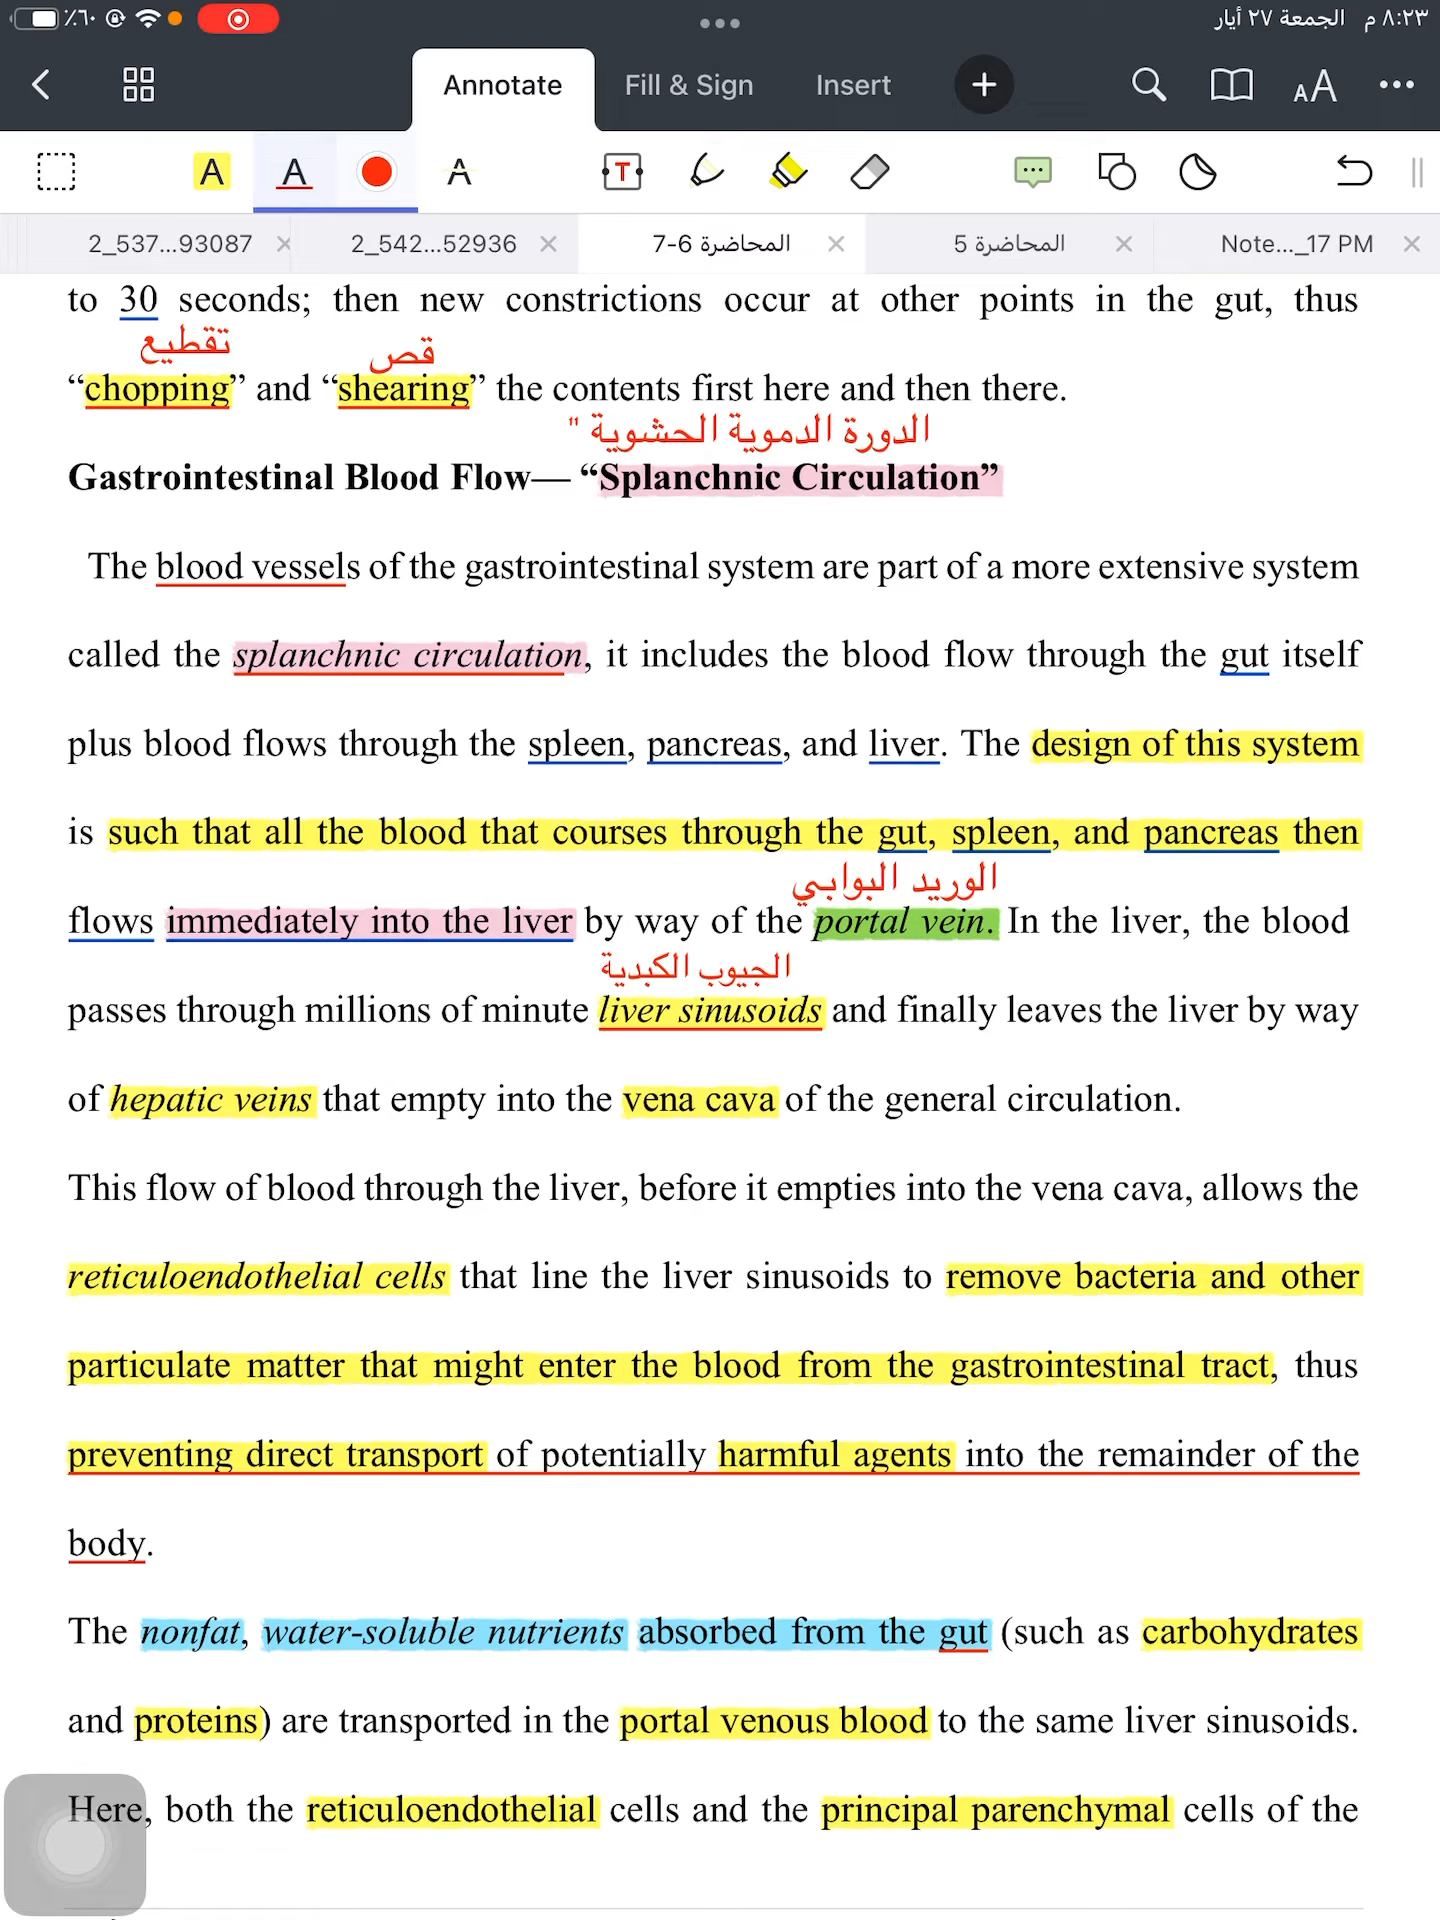 ٪٦٠
٨:٢٣ م الجمعة ٢٧ أيار
Annotate
Fill & Sign
Insert
AA
A
A
A
T
2_537...93087
2_542...52936
المحاضرة 6-7
المحاضرة 5
Note..._17 PM
to 30 seconds; then new constrictions occur at other points in the gut, thus
تقطيع
قص
“chopping” and “shearing” the contents first here and then there.
الدورة الدموية الحشوية "
Gastrointestinal Blood Flow— “Splanchnic Circulation”
The blood vessels of the gastrointestinal system are part of a more extensive system
called the splanchnic circulation, it includes the blood flow through the gut itself
plus blood flows through the spleen, pancreas, and liver. The design of this system
is such that all the blood that courses through the gut, spleen, and pancreas then
الوريد البوابي
flows immediately into the liver by way of the portal vein. In the liver, the blood
الجيوب الكبدية
passes through millions of minute liver sinusoids and finally leaves the liver by way
of hepatic veins that empty into the vena cava of the general circulation.
This flow of blood through the liver, before it empties into the vena cava, allows the
reticuloendothelial cells that line the liver sinusoids to remove bacteria and other
particulate matter that might enter the blood from the gastrointestinal tract, thus
preventing direct transport of potentially harmful agents into the remainder of the
body.
The nonfat, water-soluble nutrients absorbed from the gut (such as carbohydrates
and proteins) are transported in the portal venous blood to the same liver sinusoids.
Here, both the reticuloendothelial cells and the principal parenchymal cells of the